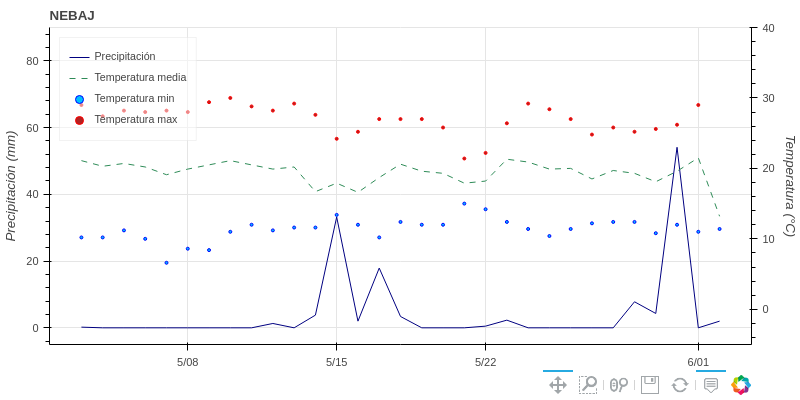 NEBAJ
Precipitación
Temperatura media
Temperatura min
Temperatura max
Precipitación (mm)
80
60
40
20
0
Temperatura (°C)
40
30
20
10
0
5/08
5/15
5/22
6/01